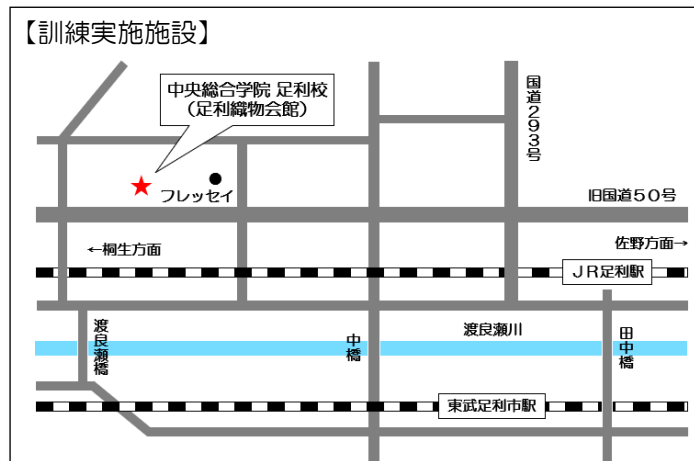 【訓練実施施設】
中央総合学院 足利校
（足利織物会館）
国道２９３号
フレッセイ
旧国道５０号
←桐生方面
佐野方面→
ＪＲ足利駅
渡良瀬橋
中橋
渡良瀬川
田中橋
東武足利市駅